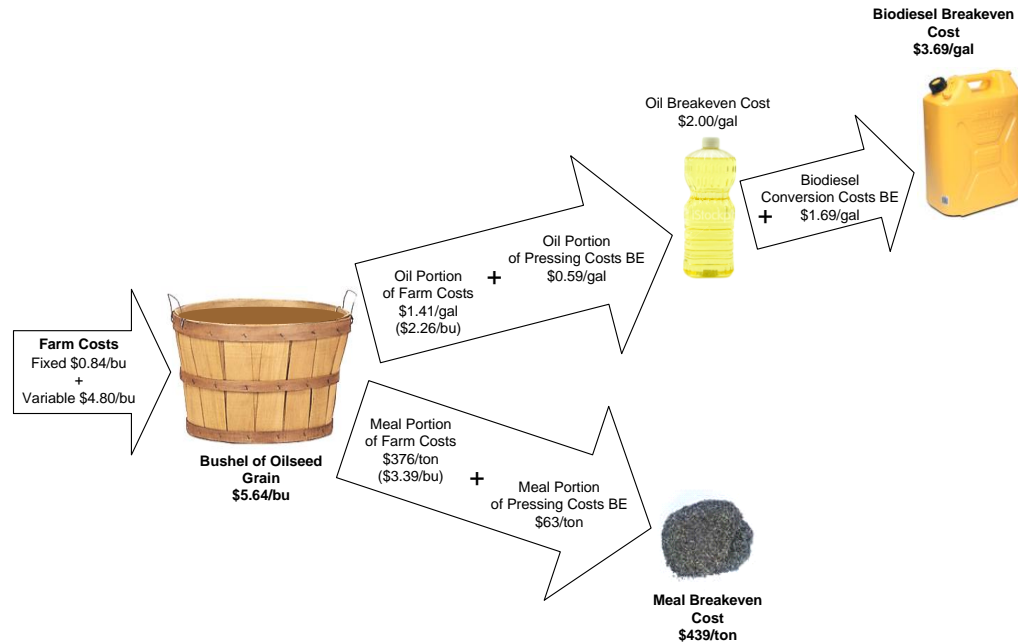 Biodiesel Breakeven
Cost
$3.69/gal
Oil Breakeven Cost
$2.00/gal
Biodiesel
Conversion Costs BE
$1.69/gal
+
Oil Portion
of Pressing Costs BE
$0.59/gal
+
Oil Portion
of Farm Costs
$1.41/gal
($2.26/bu)
Farm Costs
Fixed $0.84/bu
+
Variable $4.80/bu
Bushel of Oilseed
Grain
$5.64/bu
Meal Portion
of Farm Costs
$376/ton
($3.39/bu)
+
Meal Portion
of Pressing Costs BE
$63/ton
Meal Breakeven
Cost
$439/ton